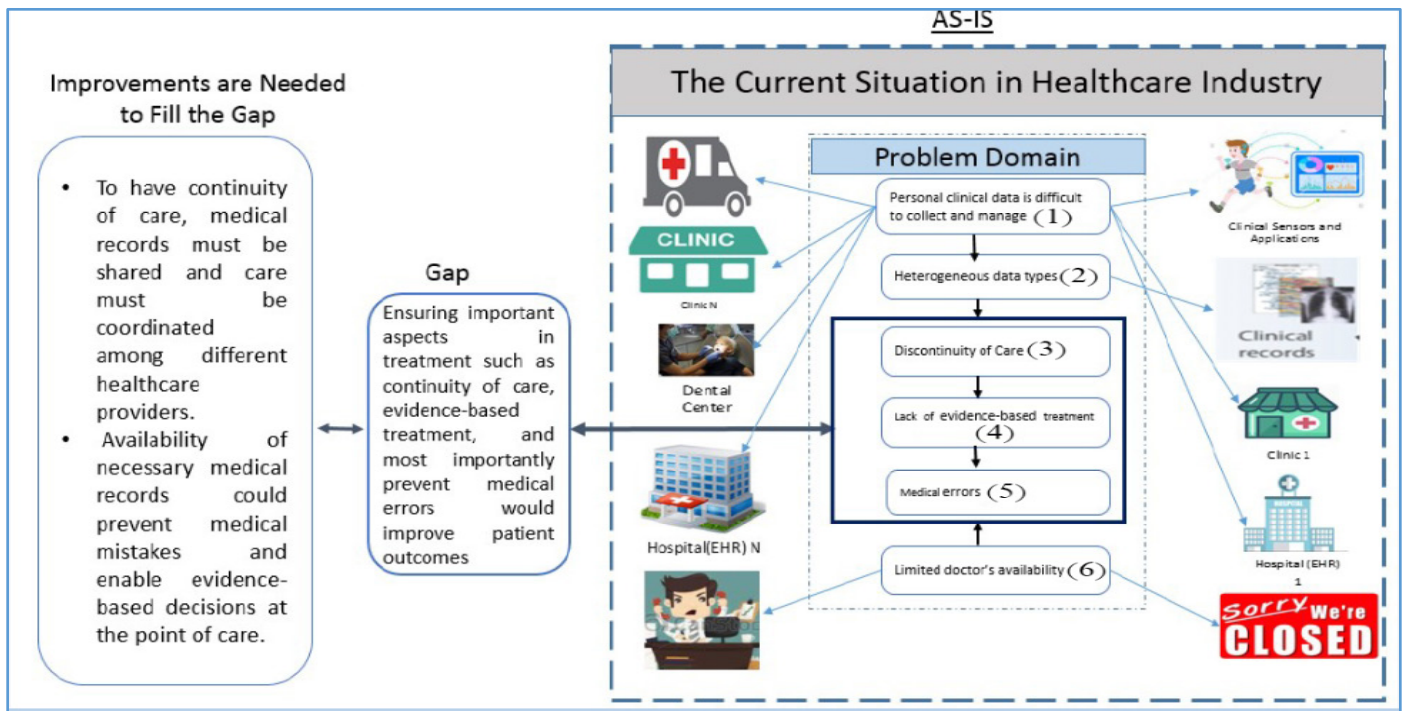 AS-IS
Improvements are Needed
to Fill the Gap
• To have continuity
of care, medical
records must be
shared and care
must be
coordinated
among different
healthcare
providers.
• Availability of
necessary medical
records could
prevent medical
mistakes and
enable evidence-
based decisions at
the point of care.
Gap
Ensuring important
aspects in
treatment such as
continuity of care,
evidence-based
treatment, and
most importantly
prevent medical
errors would
improve patient
outcomes
The Current Situation in Healthcare Industry
Problem Domain
Personal clinical data is difficult
to collect and manage (1)
Heterogeneous data types (2)
Discontinuity of Care (3)
Lack of evidence-based treatment
(4)
Medical errors (5)
Limited doctor's availability (6)
CLINIC
Clinic N
Dental
Center
Hospital(EHR) N
Clinical Sensors and
Applications
Clinical
records
Clinic 1
HOSPITAL
Hospital (EHR)
1
Sorry We're
CLOSED